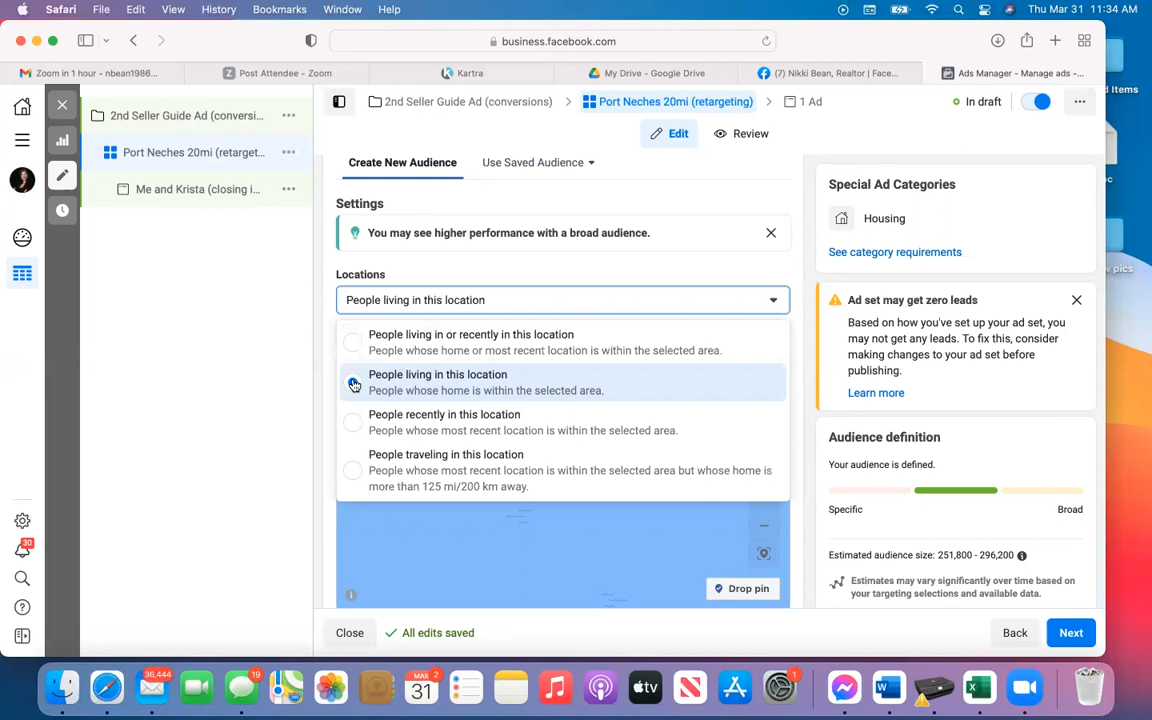 Safari File Edit View History Bookmarks Window Help
Thu Mar 31 11:34 AM
business.facebook.com
Zoom in 1 hour - nbean1986...
Z Post Attendee - Zoom
Kartra
My Drive - Google Drive
(7) Nikki Bean, Realtor | Face...
Ads Manager - Manage ads -...
d Items
2nd Seller Guide Ad (conversi...
Port Neches 20mi (retarget...
Me and Krista (closing i...
2nd Seller Guide Ad (conversions)
Port Neches 20mi (retargeting)
1 Ad
In draft
Edit
Review
Create New Audience
Use Saved Audience
Settings
You may see higher performance with a broad audience.
Locations
People living in this location
People living in or recently in this location
People whose home or most recent location is within the selected area.
People living in this location
People whose home is within the selected area.
People recently in this location
People whose most recent location is within the selected area.
People traveling in this location
People whose most recent location is within the selected area but whose home is
more than 125 mi/200 km away.
Drop pin
Special Ad Categories
Housing
See category requirements
Ad set may get zero leads
Based on how you've set up your ad set, you
may not get any leads. To fix this, consider
making changes to your ad set before
publishing.
Learn more
Audience definition
Your audience is defined.
Specific
Broad
Estimated audience size: 251,800 - 296,200
Estimates may vary significantly over time based on
your targeting selections and available data.
Close
All edits saved
Back
Next
30
pc
v pics
36,444
19
MAR
31
2
tv
N
1
W
X